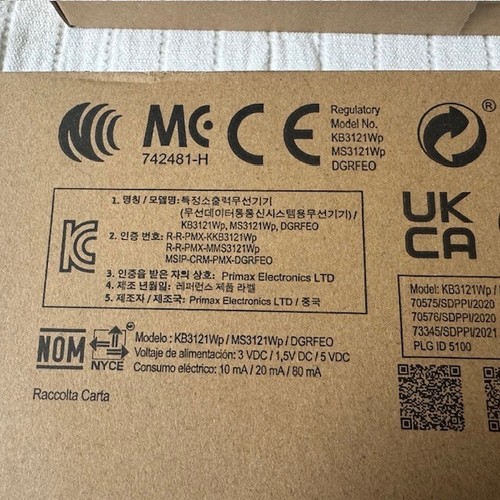 MC
742481-H
CE
Regulatory
Model No.
KB3121Wp
MS3121Wp
DGRFEO
®
UK
CA
1. 명칭 / 모델명: 특정소출력무선기기
(무선데이터통통신시스템용무선기기) /
KB3121Wp, MS3121Wp, DGRFEO
2. 인증 번호: R-R-PMX-KKB3121Wp
R-R-PMX-MMS3121Wp
MSIP-CRM-PMX-DGRFEO
3. 인증을 받은 자의 상호: Primax Electronics LTD
4. 제조 년월일: 레퍼런스 제품 라벨
5. 제조자 / 제조국: Primax Electronics LTD / 중국
Model: KB3121Wp /
70575/SDPPI/2020
70576/SDPPI/2020
73345/SDPPI/2021
PLG ID 5100
NOM
NYCE
Modelo: KB3121Wp / MS3121Wp / DGRFEO
Voltaje de alimentación: 3 VDC / 1,5V DC / 5 VDC
Consumo eléctrico: 10 mA / 20 mA / 80 mA
Raccolta Carta